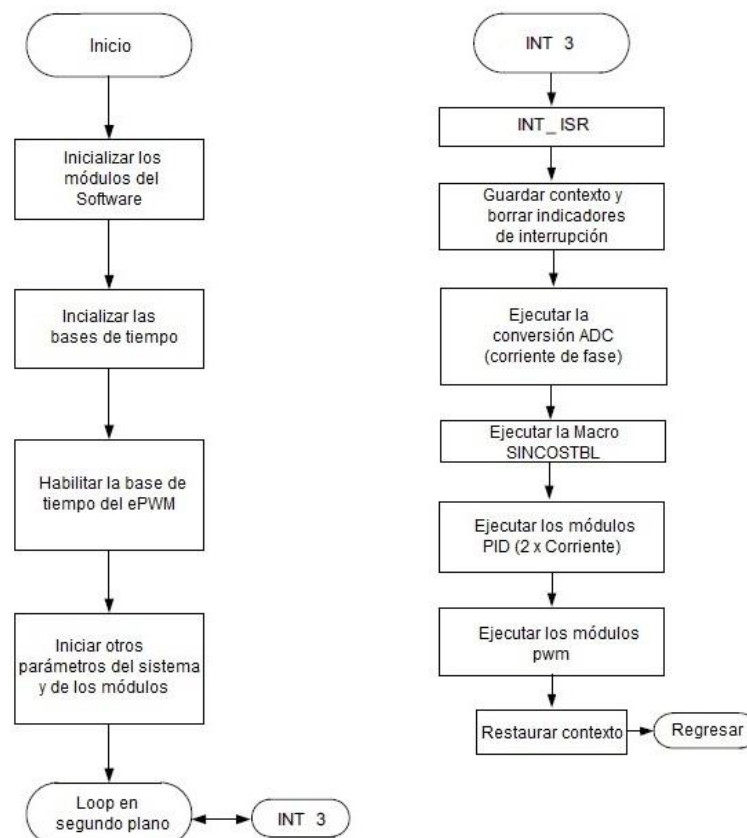 Inicio
Inicializar los
módulos del
Software
Incializar las
bases de tiempo
Habilitar la base
de tiempo del ePWM
Iniciar otros
parámetros del sistema
y de los módulos
Loop en
segundo plano
INT 3
INT 3
INT_ISR
Guardar contexto y
borrar indicadores
de interrupción
Ejecutar la
conversión ADC
(corriente de fase)
Ejecutar la Macro
SINCOSTBL
Ejecutar los módulos
PID (2 x Corriente)
Ejecutar los módulos
pwm
Restaurar contexto
Regresar